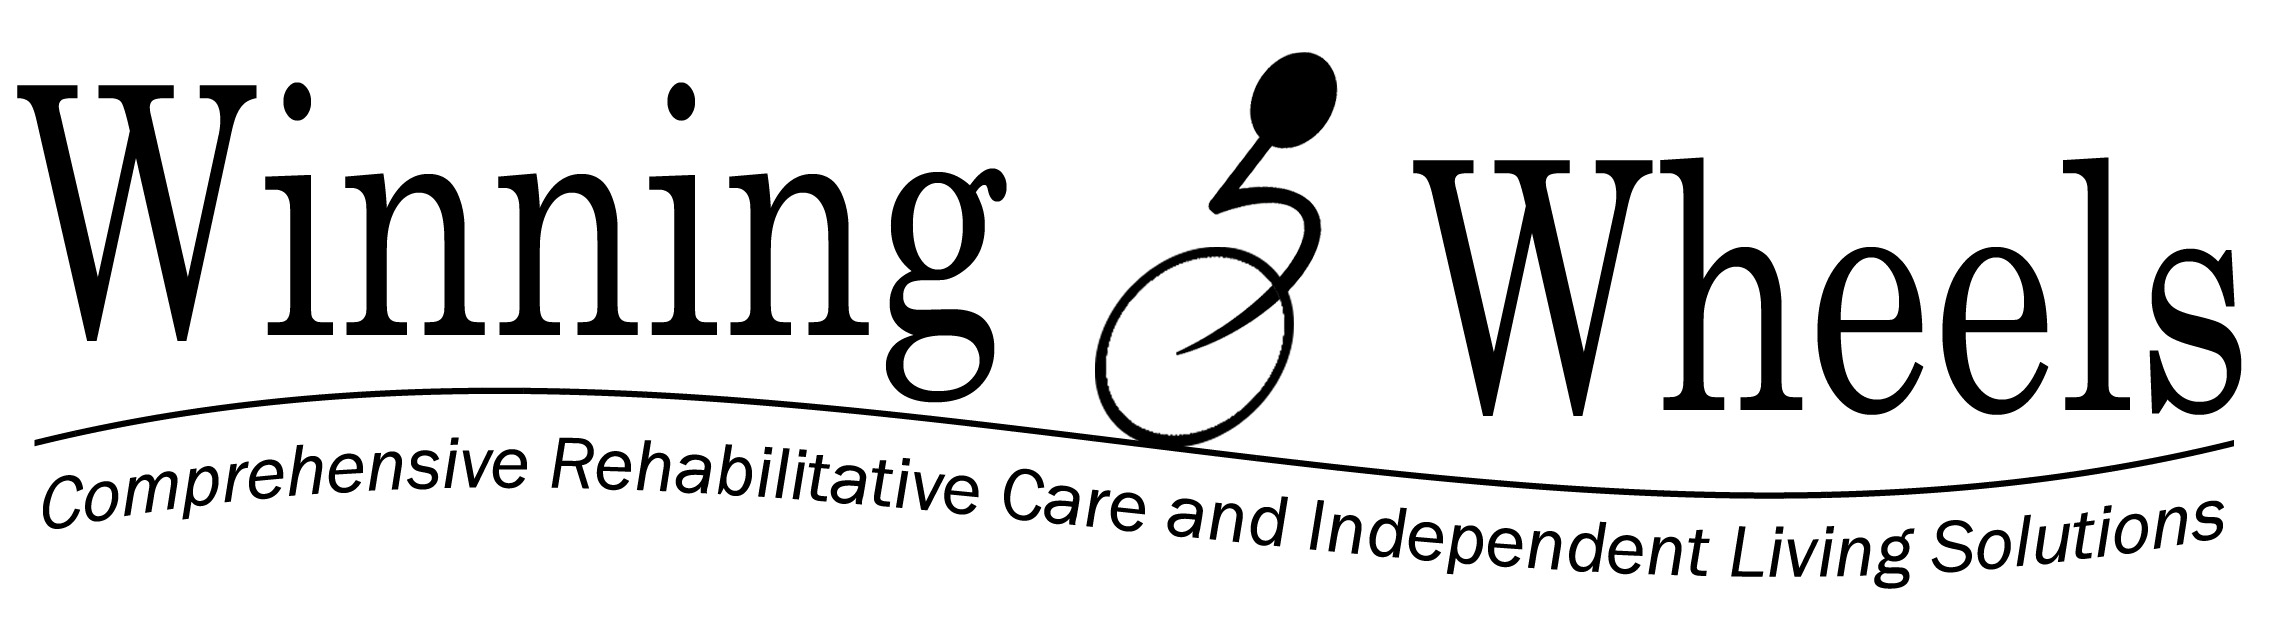 Winning Wheels
Comprehensive Rehabilitative Care and Independent Living Solutions